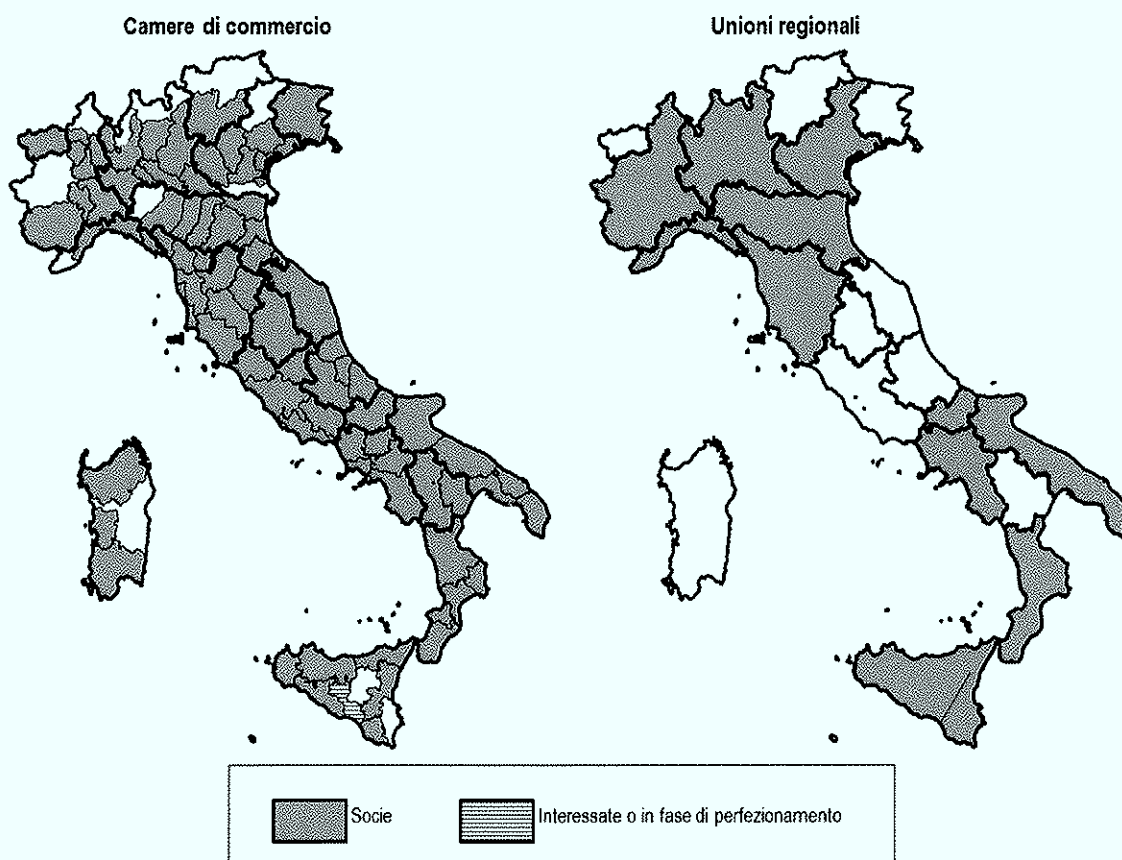 Camere di commercio
Unioni regionali
Socie
Interessate o in fase di perfezionamento